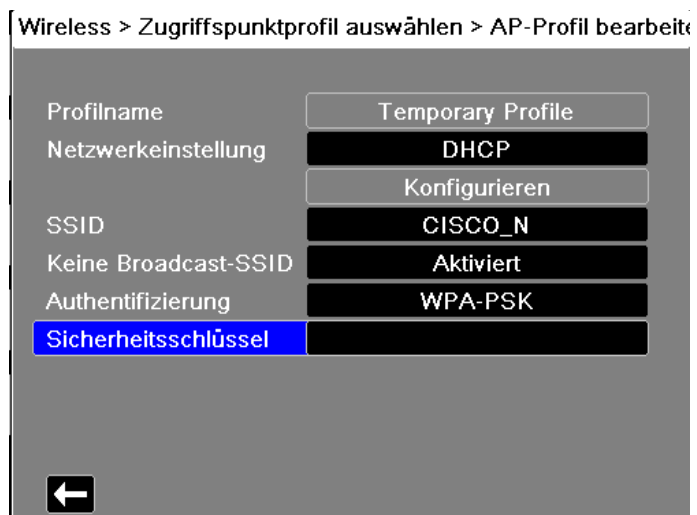 Wireless > Zugriffspunktprofil auswählen > AP-Profil bearbeite
Profilname Temporary Profile
Netzwerkeinstellung DHCP
Konfigurieren
SSID CISCO_N
Keine Broadcast-SSID Aktiviert
Authentifizierung WPA-PSK
Sicherheitsschlüssel